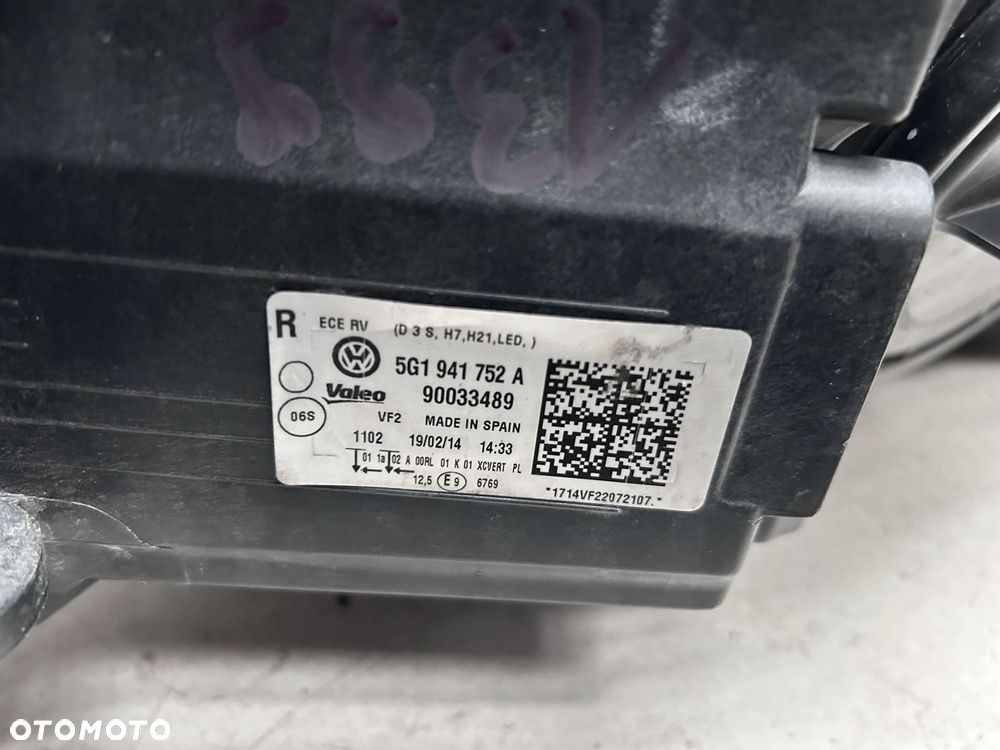 R ECE RV (D 3 S, H7,H21,LED, )
5G1 941 752 A
Valeo 90033489
06S VF2 MADE IN SPAIN
1102 19/02/14 14:33
01 1a 02 A 00RL 01 K 01 XCVERT PL
12,5 E9 6769
*1714VF22072107.*
OTOMOTO